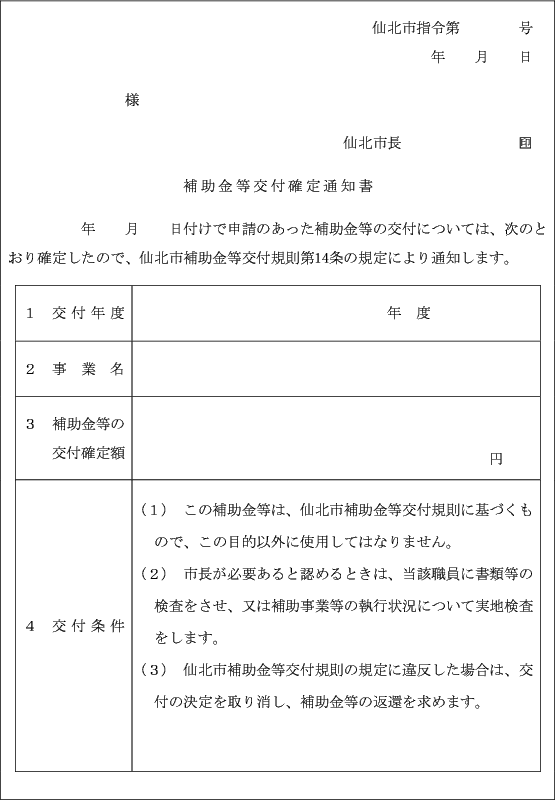 仙北市指令第　　　　号
年　　月　　日
様
仙北市長　　　　　　　　印
補助金等交付確定通知書
年　　月　　日付けで申請のあった補助金等の交付については、次のと
おり確定したので、仙北市補助金等交付規則第14条の規定により通知します。
１　交付年度　　年　度
２　事　業　名
３　補助金等の
交付確定額
円
４　交付条件
（１）　この補助金等は、仙北市補助金等交付規則に基づくも
ので、この目的以外に使用してはなりません。
（２）　市長が必要あると認めるときは、当該職員に書類等の
検査をさせ、又は補助事業等の執行状況について実地検査
をします。
（３）　仙北市補助金等交付規則の規定に違反した場合は、交
付の決定を取り消し、補助金等の返還を求めます。